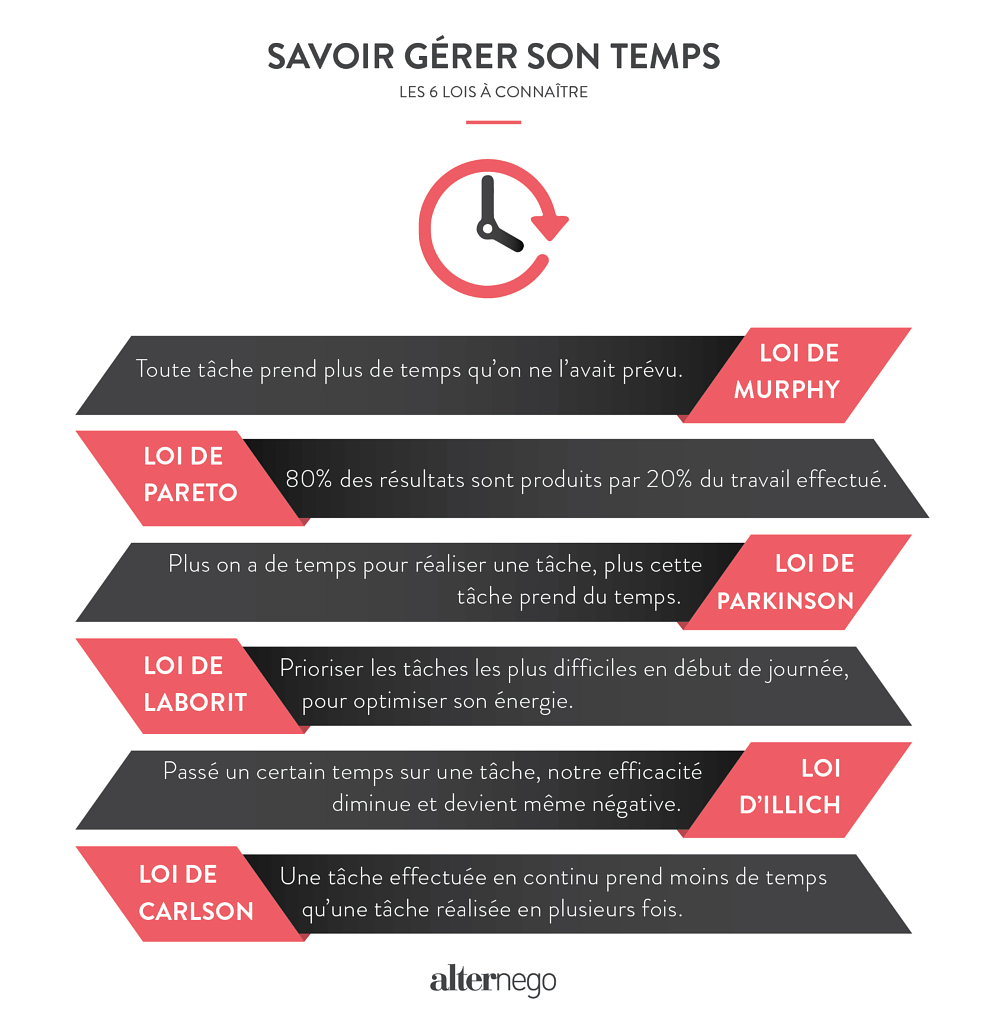 SAVOIR GÉRER SON TEMPS
LES 6 LOIS À CONNAÎTRE
Toute tâche prend plus de temps qu'on ne l'avait prévu.
LOI DE
MURPHY
LOI DE
PARETO
80% des résultats sont produits par 20% du travail effectué.
Plus on a de temps pour réaliser une tâche, plus cette
tâche prend du temps.
LOI DE
PARKINSON
LOI DE
LABORIT
Prioriser les tâches les plus difficiles en début de journée,
pour optimiser son énergie.
Passé un certain temps sur une tâche, notre efficacité
diminue et devient même négative.
LOI
D'ILLICH
LOI DE
CARLSON
Une tâche effectuée en continu prend moins de temps
qu'une tâche réalisée en plusieurs fois.
alternego